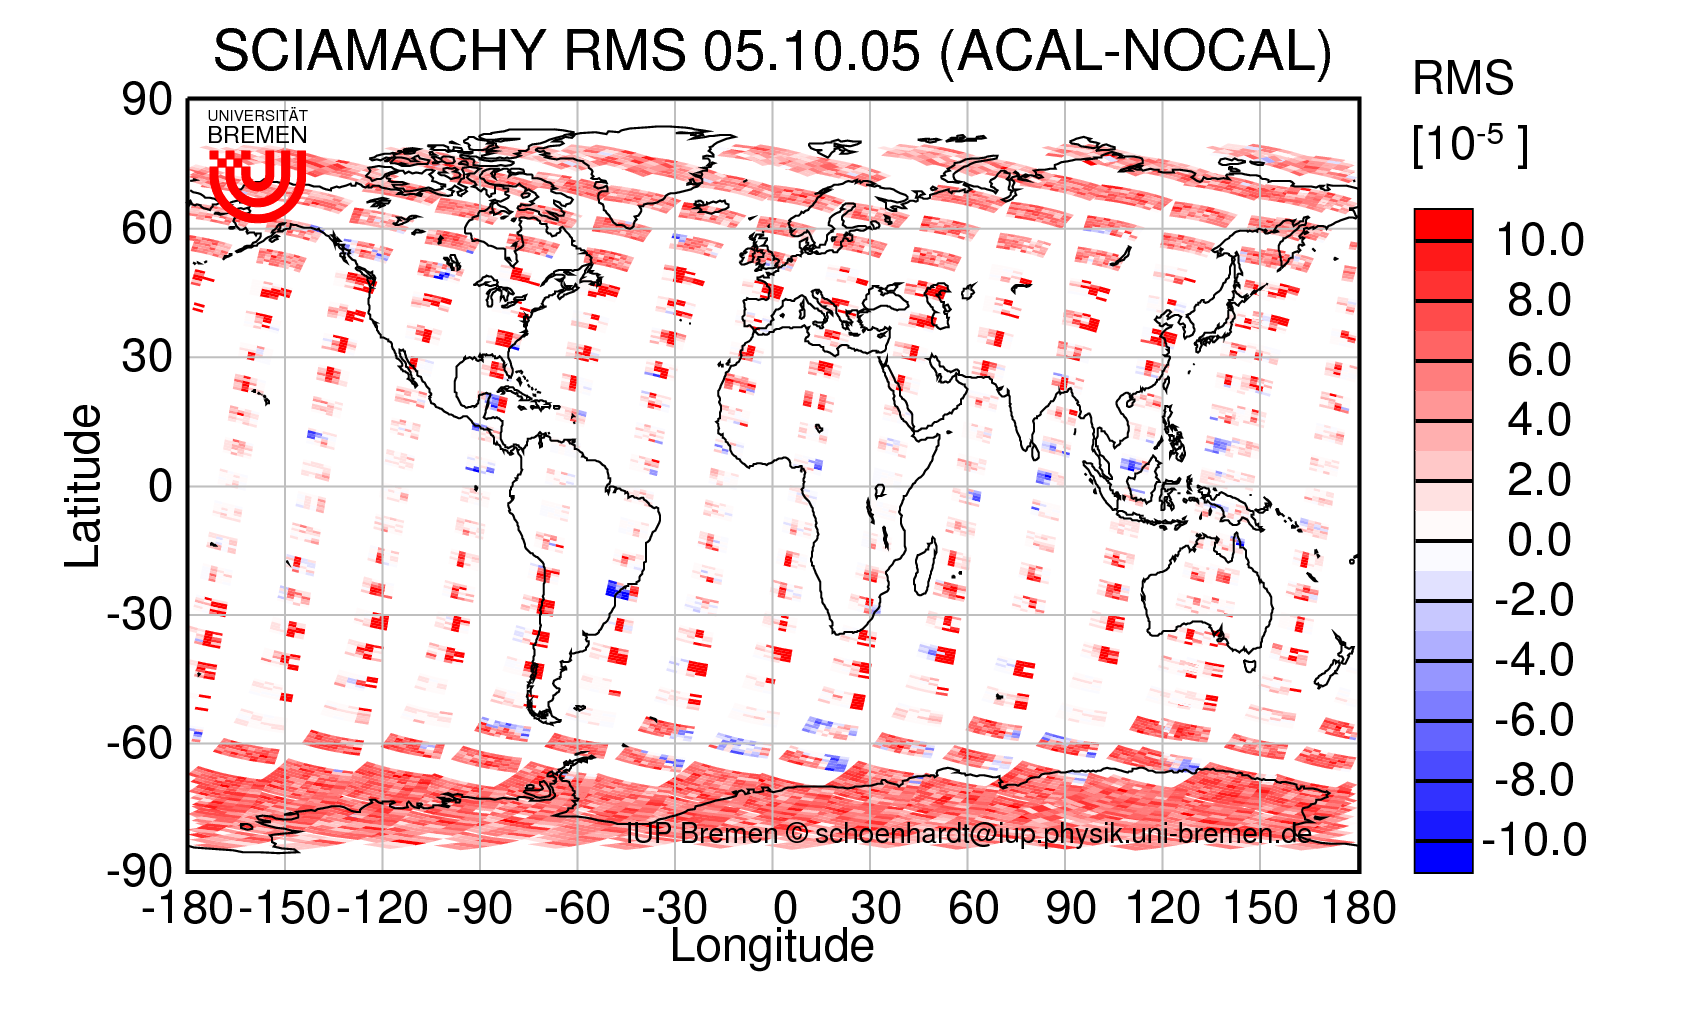 SCIAMACHY RMS 05.10.05 (ACAL-NOCAL)
RMS
[10-5 ]
UNIVERSITÄT
BREMEN
90
60
30
0
-30
-60
-90
Latitude
-180 -150 -120 -90 -60 -30 0 30 60 90 120 150 180
Longitude
10.0
8.0
6.0
4.0
2.0
0.0
-2.0
-4.0
-6.0
-8.0
-10.0
IUP Bremen © schoenhardt@iup.physik.uni-bremen.de